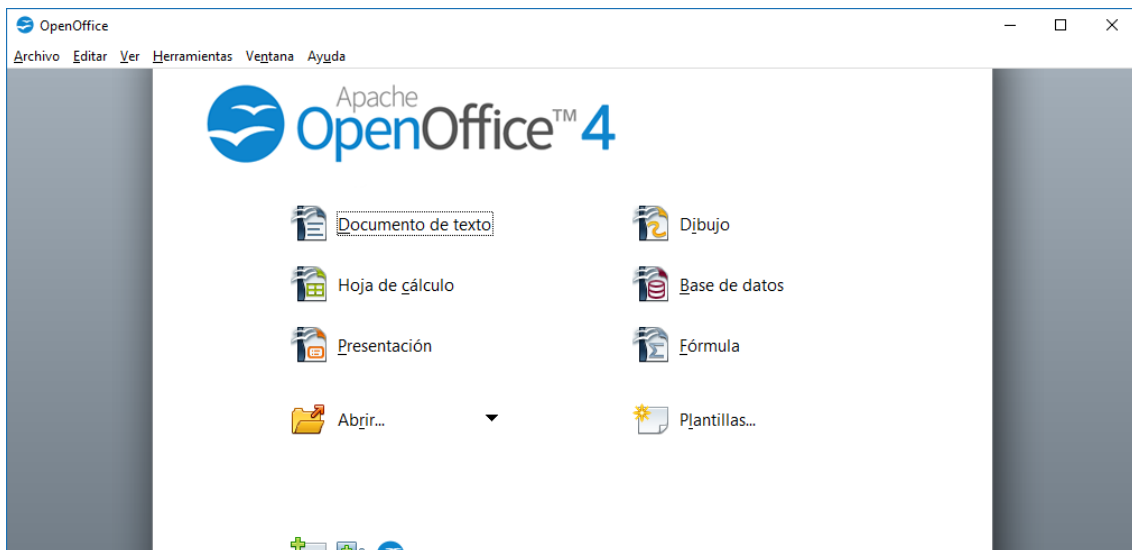 OpenOffice
Archivo Editar Ver Herramientas Ventana Ayuda
Apache
OpenOffice™ 4
Documento de texto
Dibujo
Hoja de cálculo
Base de datos
Presentación
Fórmula
Abrir...
Plantillas...